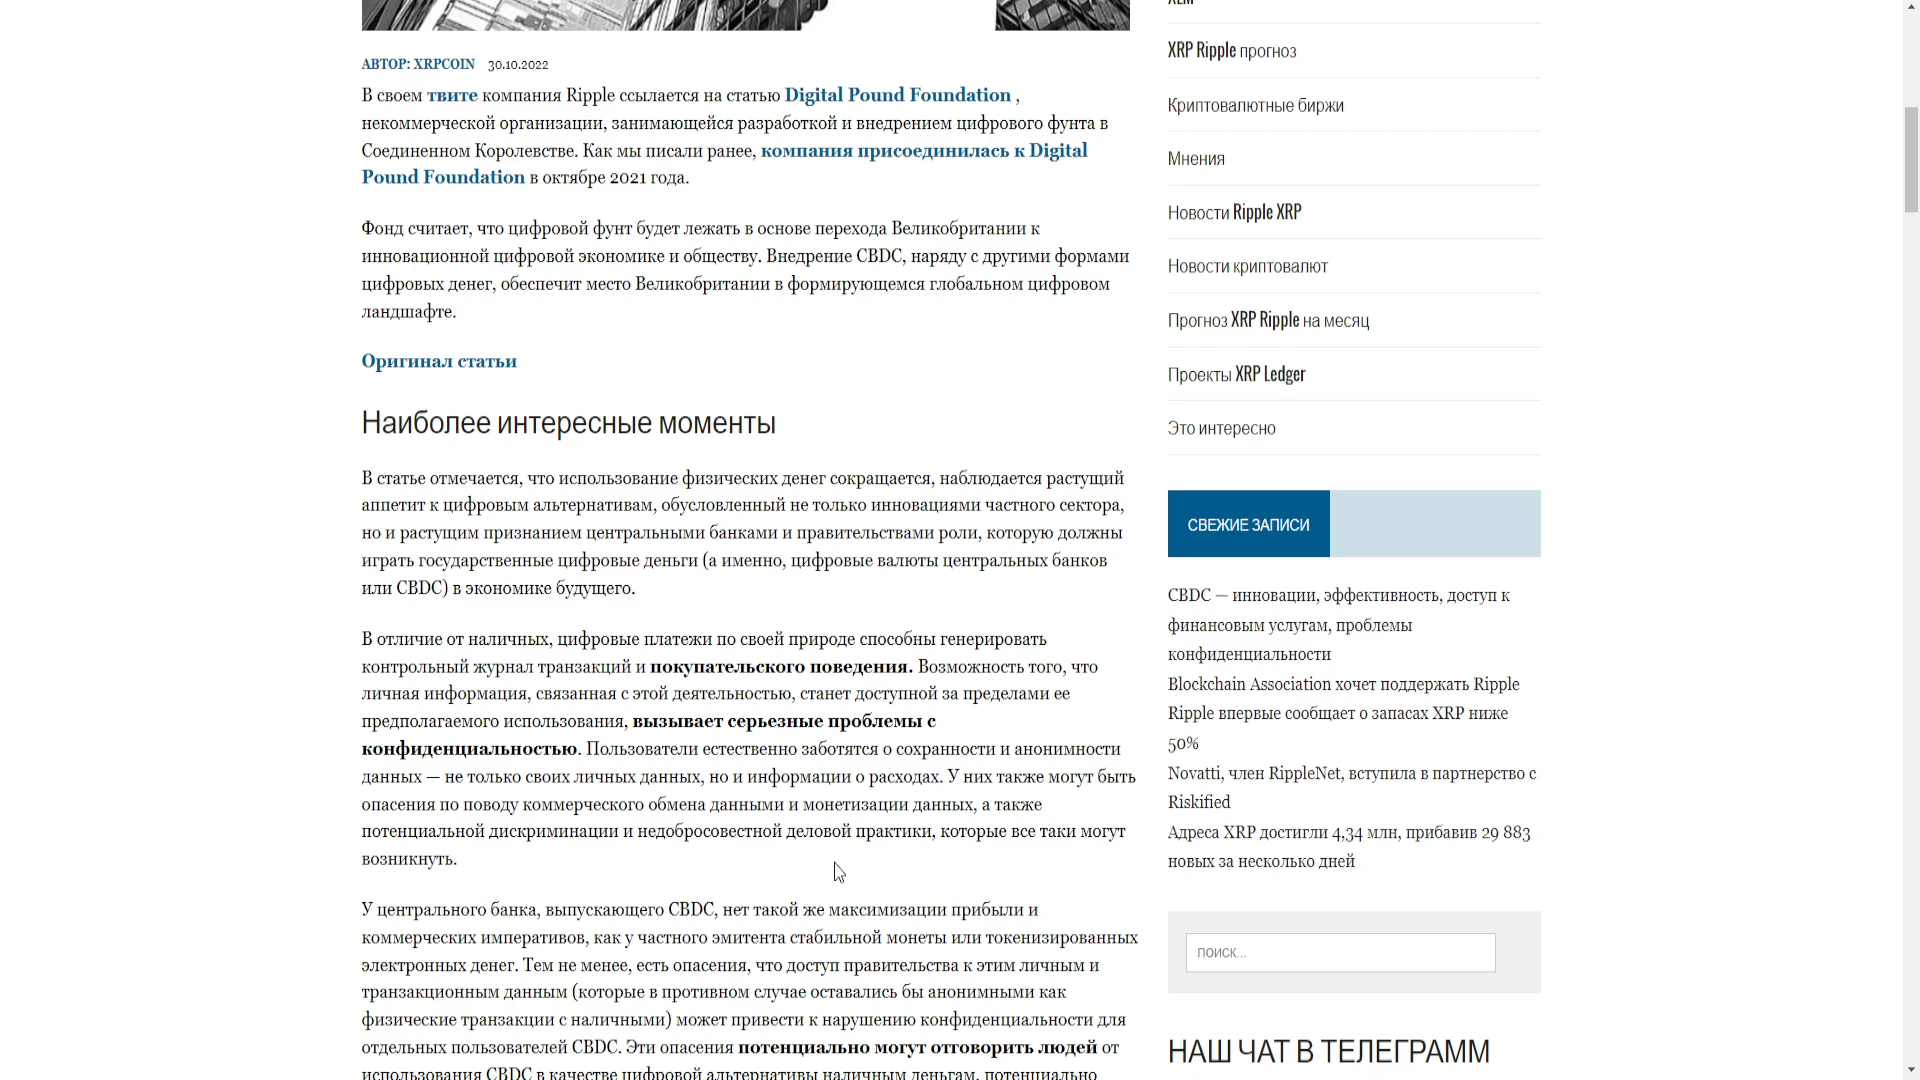 АВТОР: XRPCOIN 30.10.2022
В своем твите компания Ripple ссылается на статью Digital Pound Foundation ,
некоммерческой организации, занимающейся разработкой и внедрением цифрового фунта в
Соединенном Королевстве. Как мы писали ранее, компания присоединилась к Digital
Pound Foundation в октябре 2021 года.
Фонд считает, что цифровой фунт будет лежать в основе перехода Великобритании к
инновационной цифровой экономике и обществу. Внедрение CBDC, наряду с другими формами
цифровых денег, обеспечит место Великобритании в формирующемся глобальном цифровом
ландшафте.
Оригинал статьи
Наиболее интересные моменты
В статье отмечается, что использование физических денег сокращается, наблюдается растущий
аппетит к цифровым альтернативам, обусловленный не только инновациями частного сектора,
но и растущим признанием центральными банками и правительствами роли, которую должны
играть государственные цифровые деньги (а именно, цифровые валюты центральных банков
или CBDC) в экономике будущего.
В отличие от наличных, цифровые платежи по своей природе способны генерировать
контрольный журнал транзакций и покупательского поведения. Возможность того, что
личная информация, связанная с этой деятельностью, станет доступной за пределами ее
предполагаемого использования, вызывает серьезные проблемы с
конфиденциальностью. Пользователи естественно заботятся о сохранности и анонимности
данных — не только своих личных данных, но и информации о расходах. У них также могут быть
опасения по поводу коммерческого обмена данными и монетизации данных, а также
потенциальной дискриминации и недобросовестной деловой практики, которые все таки могут
возникнуть.
У центрального банка, выпускающего CBDC, нет такой же максимизации прибыли и
коммерческих императивов, как у частного эмитента стабильной монеты или токенизированных
электронных денег. Тем не менее, есть опасения, что доступ правительства к этим личным и
транзакционным данным (которые в противном случае оставались бы анонимными как
физические транзакции с наличными) может привести к нарушению конфиденциальности для
отдельных пользователей CBDC. Эти опасения потенциально могут отговорить людей от
использования CBDC в качестве цифровой альтернативы наличным деньгам, потенциально
XLM
XRP Ripple прогноз
Криптовалютные биржи
Мнения
Новости Ripple XRP
Новости криптовалют
Прогноз XRP Ripple на месяц
Проекты XRP Ledger
Это интересно
СВЕЖИЕ ЗАПИСИ
CBDC — инновации, эффективность, доступ к
финансовым услугам, проблемы
конфиденциальности
Blockchain Association хочет поддержать Ripple
Ripple впервые сообщает о запасах XRP ниже
50%
Novatti, член RippleNet, вступила в партнерство с
Riskified
Адреса XRP достигли 4,34 млн, прибавив 29 883
новых за несколько дней
ПОИСК...
НАШ ЧАТ В ТЕЛЕГРАММ